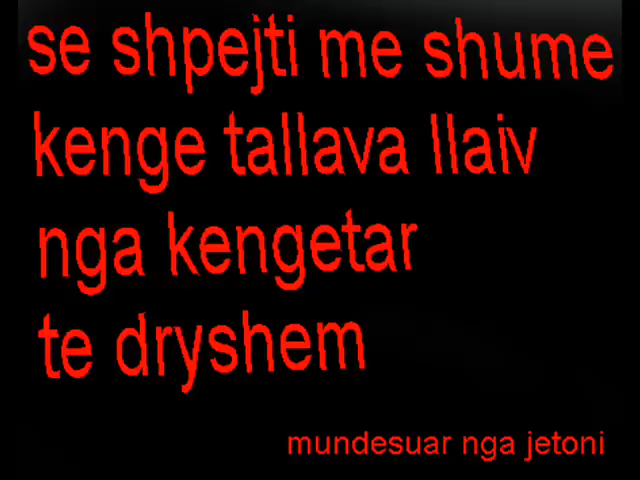 se shpejti me shume
kenge tallava llaiv
nga kengetar
te dryshem
mundesuar nga jetoni